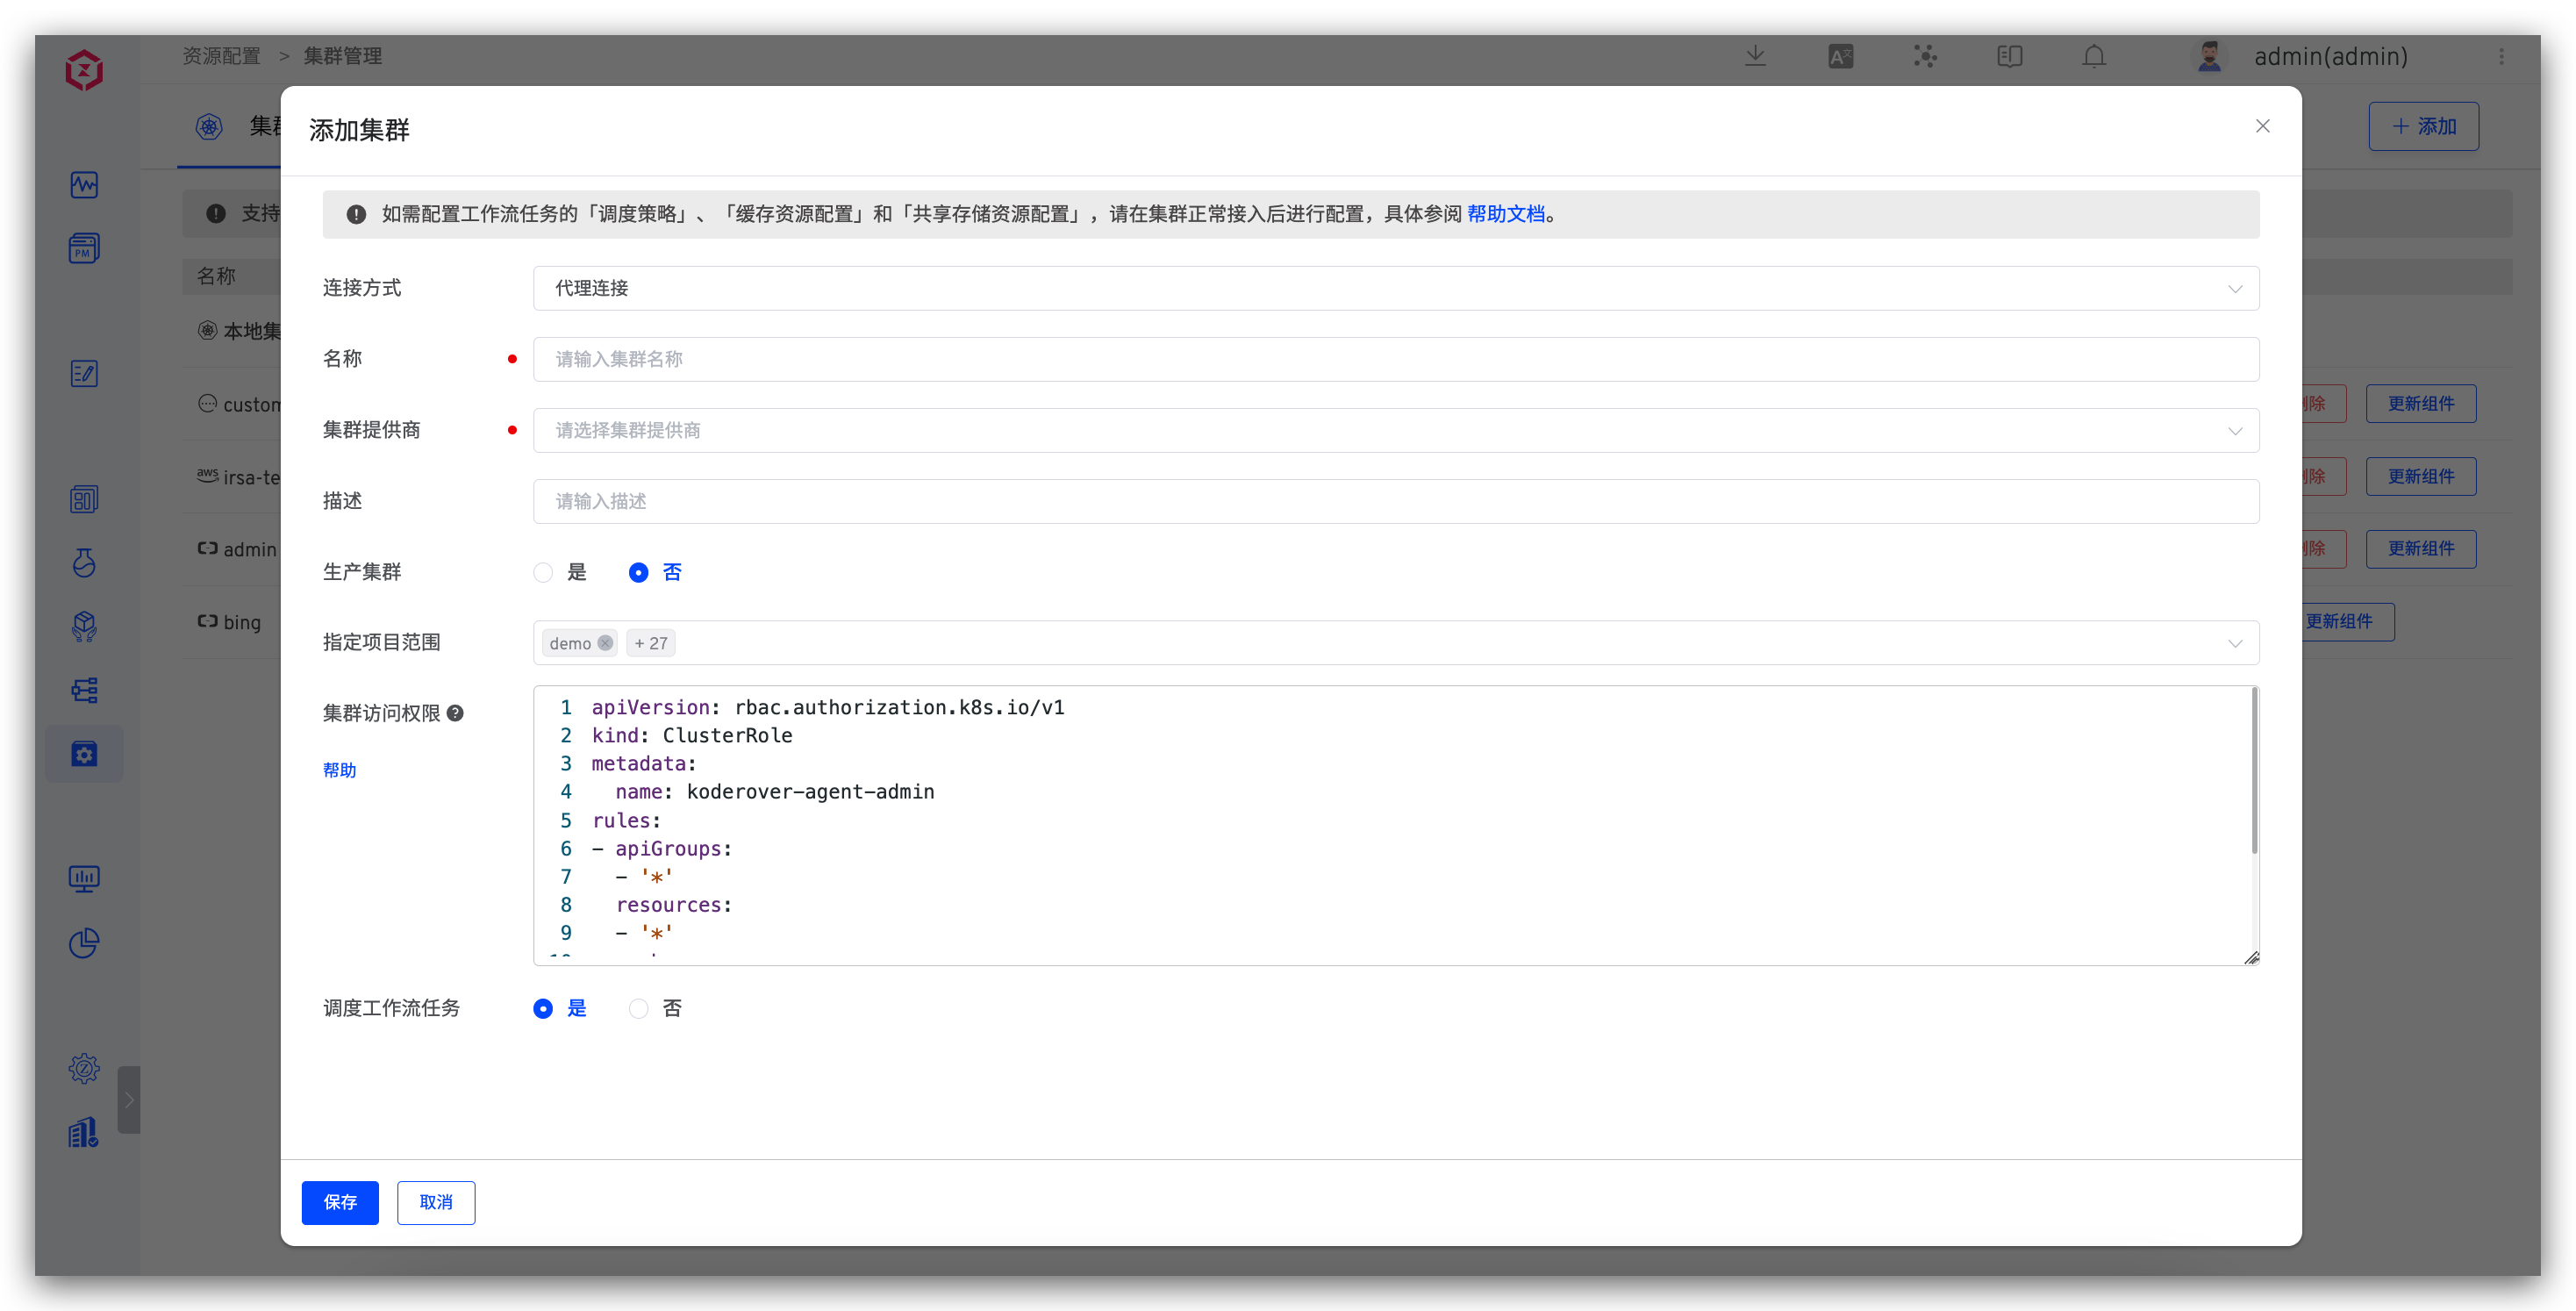 资源配置 > 集群管理
admin(admin)
PM
集群
+ 添加
支持
名称
本地集
custom
删除
更新组件
aws irsa-te
删除
更新组件
admin
删除
更新组件
bing
更新组件
添加集群
如需配置工作流任务的「调度策略」、「缓存资源配置」和「共享存储资源配置」，请在集群正常接入后进行配置，具体参阅 帮助文档。
连接方式
代理连接
名称
请输入集群名称
集群提供商
请选择集群提供商
描述
请输入描述
生产集群
是 否
指定项目范围
demo + 27
集群访问权限
帮助
1 apiVersion: rbac.authorization.k8s.io/v1
2 kind: ClusterRole
3 metadata:
4   name: koderover-agent-admin
5 rules:
6 - apiGroups:
7   - '*'
8   resources:
9   - '*'
调度工作流任务
是 否
保存
取消